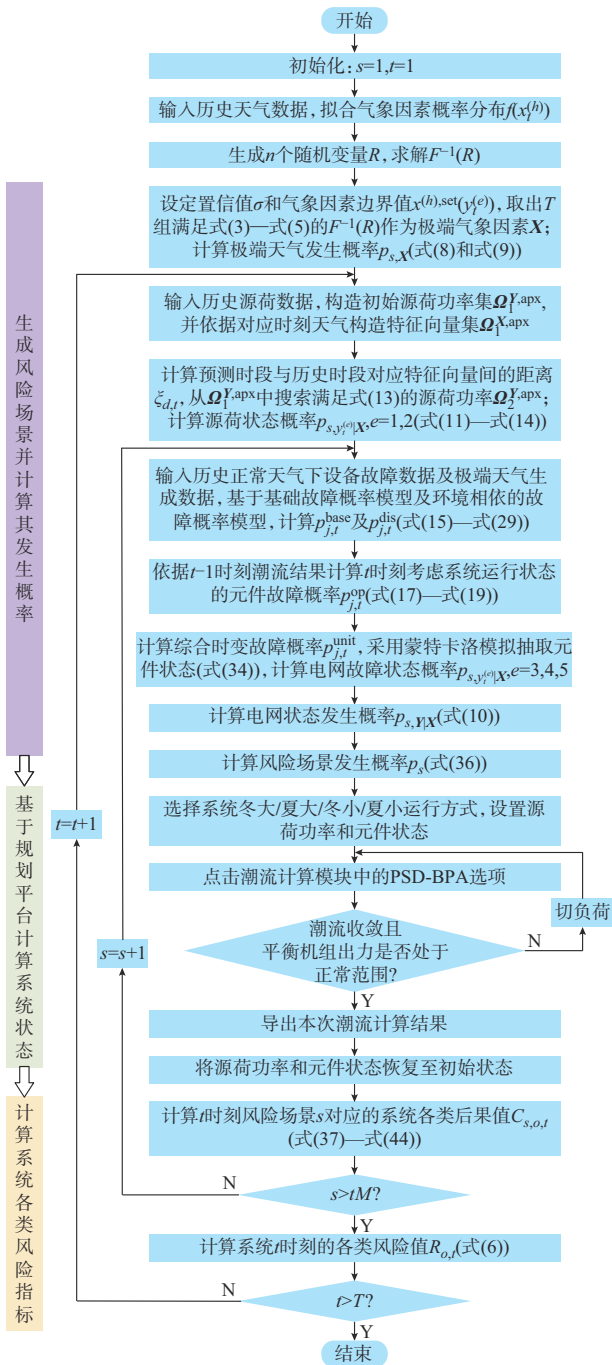 开始
初始化：s=1,t=1
输入历史天气数据，拟合气象因素概率分布f(x_t^{(h)})
生成n个随机变量R，求解F⁻¹(R)
设定置信值σ和气象因素边界值x^{(h),set}(y_t^{(e)})，取出T
组满足式(3)—式(5)的F⁻¹(R)作为极端气象因素X；
计算极端天气发生概率p_{s,X}(式(8)和式(9))
输入历史源荷数据，构造初始源荷功率集Ω_1^{Y,apx}，
并依据对应时刻天气构造特征向量集Ω_1^{X,apx}
计算预测时段与历史时段对应特征向量间的距离
ξ_{d,t}，从Ω_1^{Y,apx}中搜索满足式(13)的源荷功率Ω_2^{Y,apx}；
计算源荷状态概率p_{s,y_t^{(e)}|X},e=1,2(式(11)—式(14))
输入历史正常天气下设备故障数据及极端天气生
成数据，基于基础故障概率模型及环境相依的故
障概率模型，计算p_{j,t}^{base}及p_{j,t}^{dis}(式(15)—式(29))
依据t−1时刻潮流结果计算t时刻考虑系统运行状态
的元件故障概率p_{j,t}^{op}(式(17)—式(19))
计算综合时变故障概率p_{j,t}^{unit}，采用蒙特卡洛模拟抽取元
件状态(式(34))，计算电网故障状态概率p_{s,y_t^{(e)}|X},e=3,4,5
计算电网状态发生概率p_{s,Y|X}(式(10))
计算风险场景发生概率p_s(式(36))
选择系统冬大/夏大/冬小/夏小运行方式，设置源
荷功率和元件状态
点击潮流计算模块中的PSD-BPA选项
潮流收敛且
平衡机组出力是否处于
正常范围？
N
切负荷
Y
导出本次潮流计算结果
将源荷功率和元件状态恢复至初始状态
计算t时刻风险场景s对应的系统各类后果值C_{s,o,t}
(式(37)—式(44))
s>tM?
N
s=s+1
Y
计算系统t时刻的各类风险值R_{o,t}(式(6))
t>T?
N
t=t+1
Y
结束
生成风险场景并计算其发生概率
基于规划平台计算系统状态
计算系统各类风险指标